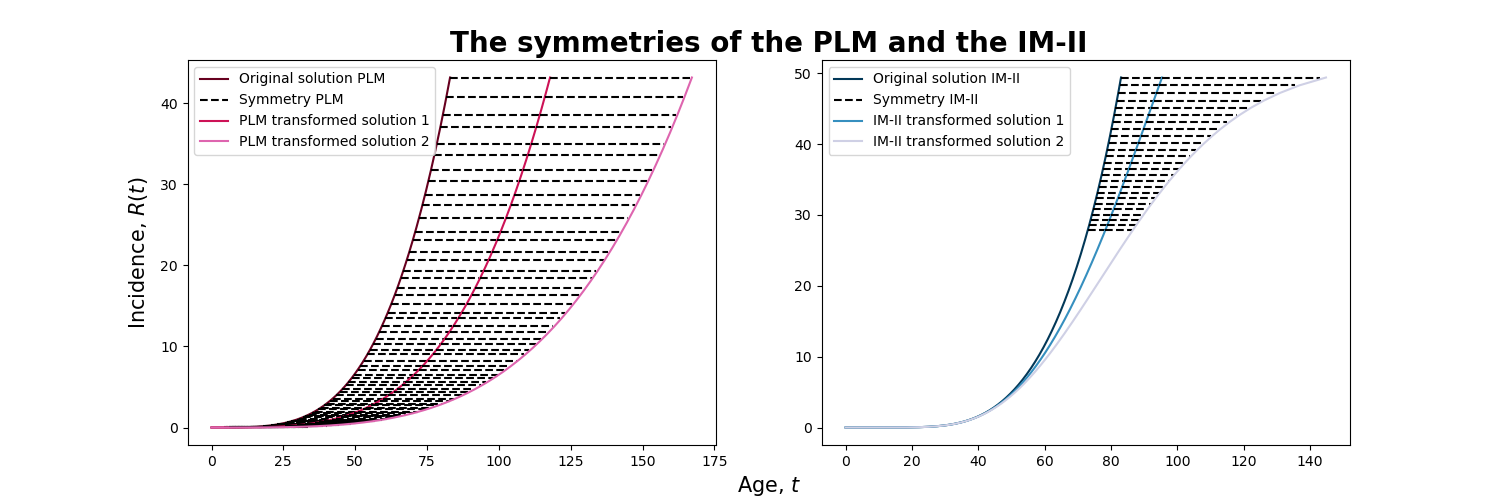 The symmetries of the PLM and the IM-II
Original solution PLM
Symmetry PLM
PLM transformed solution 1
PLM transformed solution 2
Incidence, R(t)
40
30
20
10
0
0 25 50 75 100 125 150 175
Original solution IM-II
Symmetry IM-II
IM-II transformed solution 1
IM-II transformed solution 2
50
40
30
20
10
0
0 20 40 60 80 100 120 140
Age, t